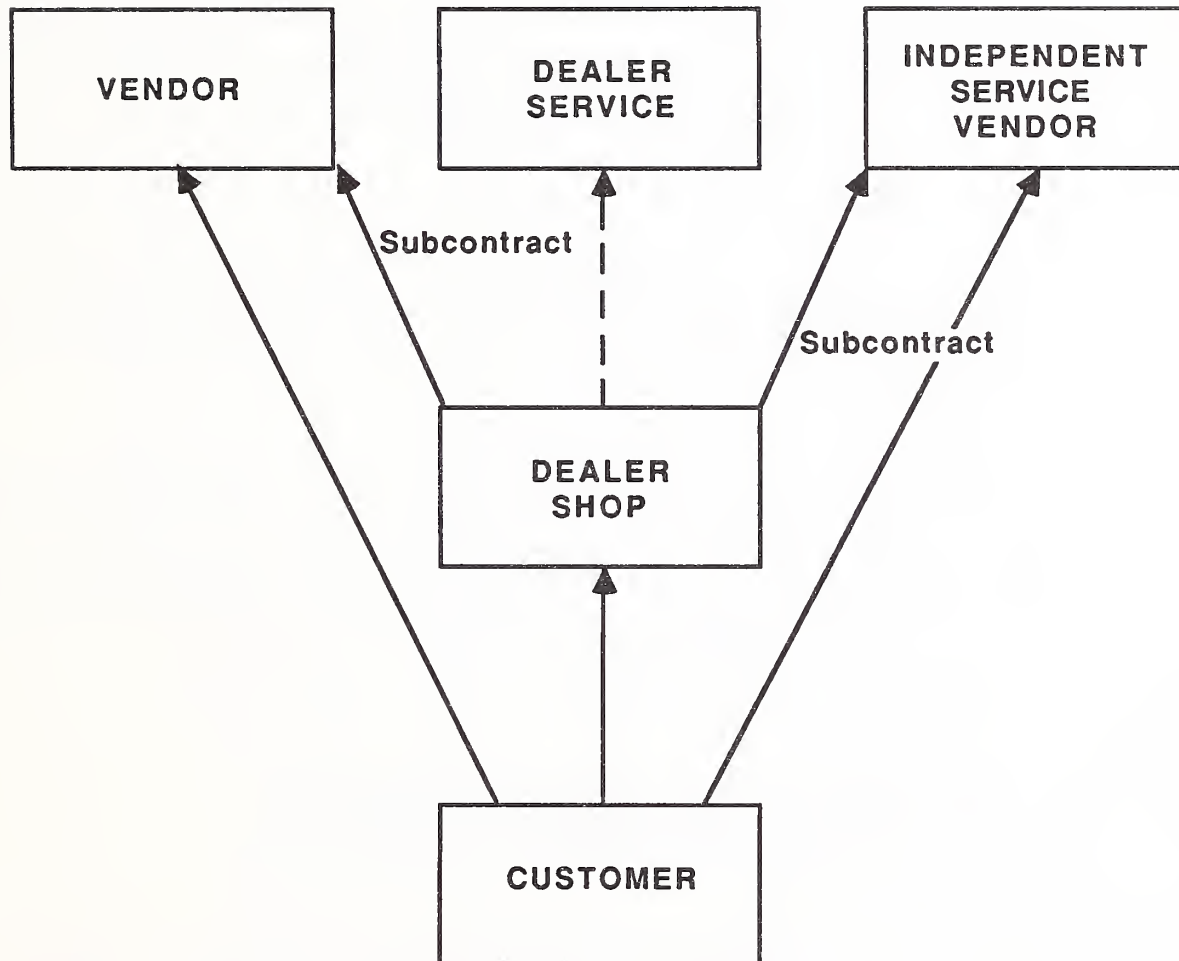 VENDOR
DEALER
SERVICE
INDEPENDENT
SERVICE
VENDOR
Subcontract
Subcontract
DEALER
SHOP
CUSTOMER